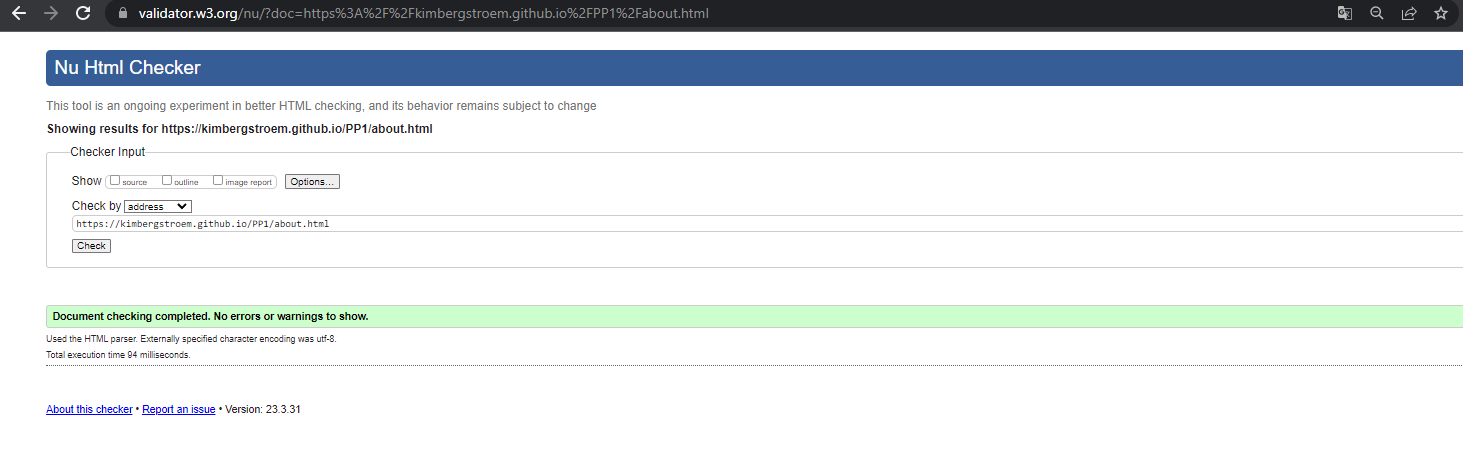 validator.w3.org/nu/?doc=https%3A%2F%2Fkimbergstroem.github.io%2FPP1%2Fabout.html
Nu Html Checker
This tool is an ongoing experiment in better HTML checking, and its behavior remains subject to change
Showing results for https://kimbergstroem.github.io/PP1/about.html
Checker Input
Show source outline image report Options...
Check by address
https://kimbergstroem.github.io/PP1/about.html
Check
Document checking completed. No errors or warnings to show.
Used the HTML parser. Externally specified character encoding was utf-8.
Total execution time 94 milliseconds.
About this checker • Report an issue • Version: 23.3.31